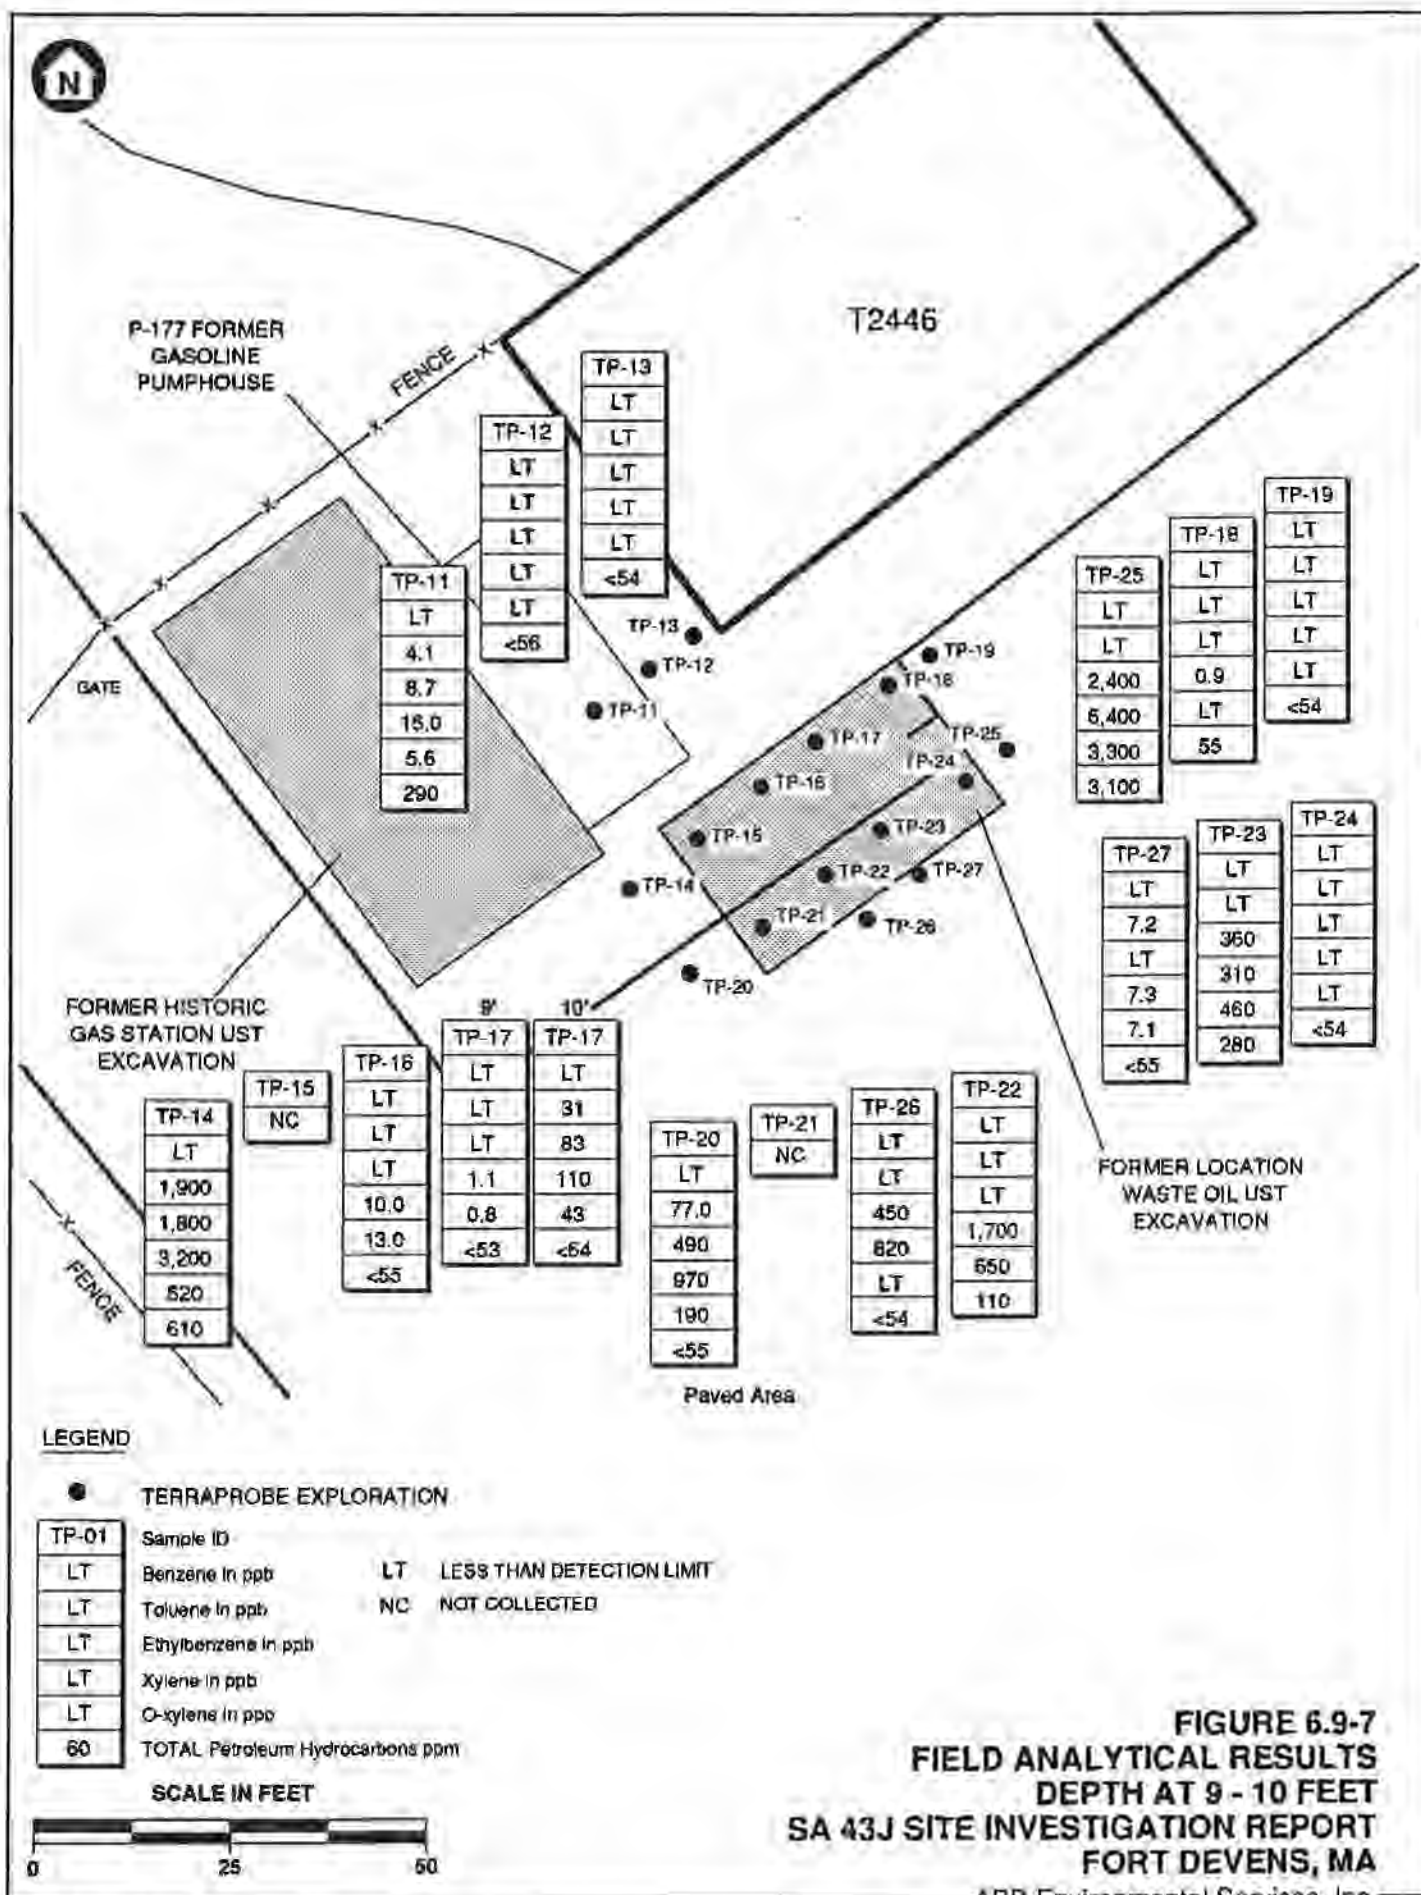 N
P-177 FORMER
GASOLINE
PUMPHOUSE
FENCE
T2446
TP-13
LT
LT
LT
LT
LT
<54
TP-12
LT
LT
LT
LT
LT
<56
TP-11
LT
4.1
8.7
16.0
5.6
290
GATE
TP-13
TP-12
TP-11
TP-19
TP-18
TP-17
TP-25
TP-24
TP-16
TP-15
TP-23
TP-22
TP-27
TP-14
TP-21
TP-26
TP-20
TP-25
LT
LT
2,400
6,400
3,300
3,100
TP-18
LT
LT
LT
0.9
LT
55
TP-19
LT
LT
LT
LT
LT
<54
TP-27
LT
7.2
LT
7.3
7.1
<55
TP-23
LT
LT
360
310
460
280
TP-24
LT
LT
LT
LT
LT
<54
FORMER HISTORIC
GAS STATION UST
EXCAVATION
TP-14
LT
1,900
1,800
3,200
520
610
TP-15
NC
TP-16
LT
LT
LT
10.0
13.0
<55
9'
TP-17
LT
LT
LT
1.1
0.8
<53
10'
TP-17
LT
31
83
110
43
<54
TP-20
LT
77.0
490
970
190
<55
TP-21
NC
TP-26
LT
LT
450
820
LT
<54
TP-22
LT
LT
LT
1,700
650
110
FORMER LOCATION
WASTE OIL UST
EXCAVATION
FENCE
Paved Area
LEGEND
TERRAPROBE EXPLORATION
TP-01 Sample ID
LT Benzene in ppb
LT Toluene in ppb
LT Ethylbenzene in ppb
LT Xylene in ppb
LT O-xylene in ppb
60 TOTAL Petroleum Hydrocarbons ppm
LT LESS THAN DETECTION LIMIT
NC NOT COLLECTED
SCALE IN FEET
0 25 50
FIGURE 6.9-7
FIELD ANALYTICAL RESULTS
DEPTH AT 9 - 10 FEET
SA 43J SITE INVESTIGATION REPORT
FORT DEVENS, MA
ABB Environmental Services, Inc.